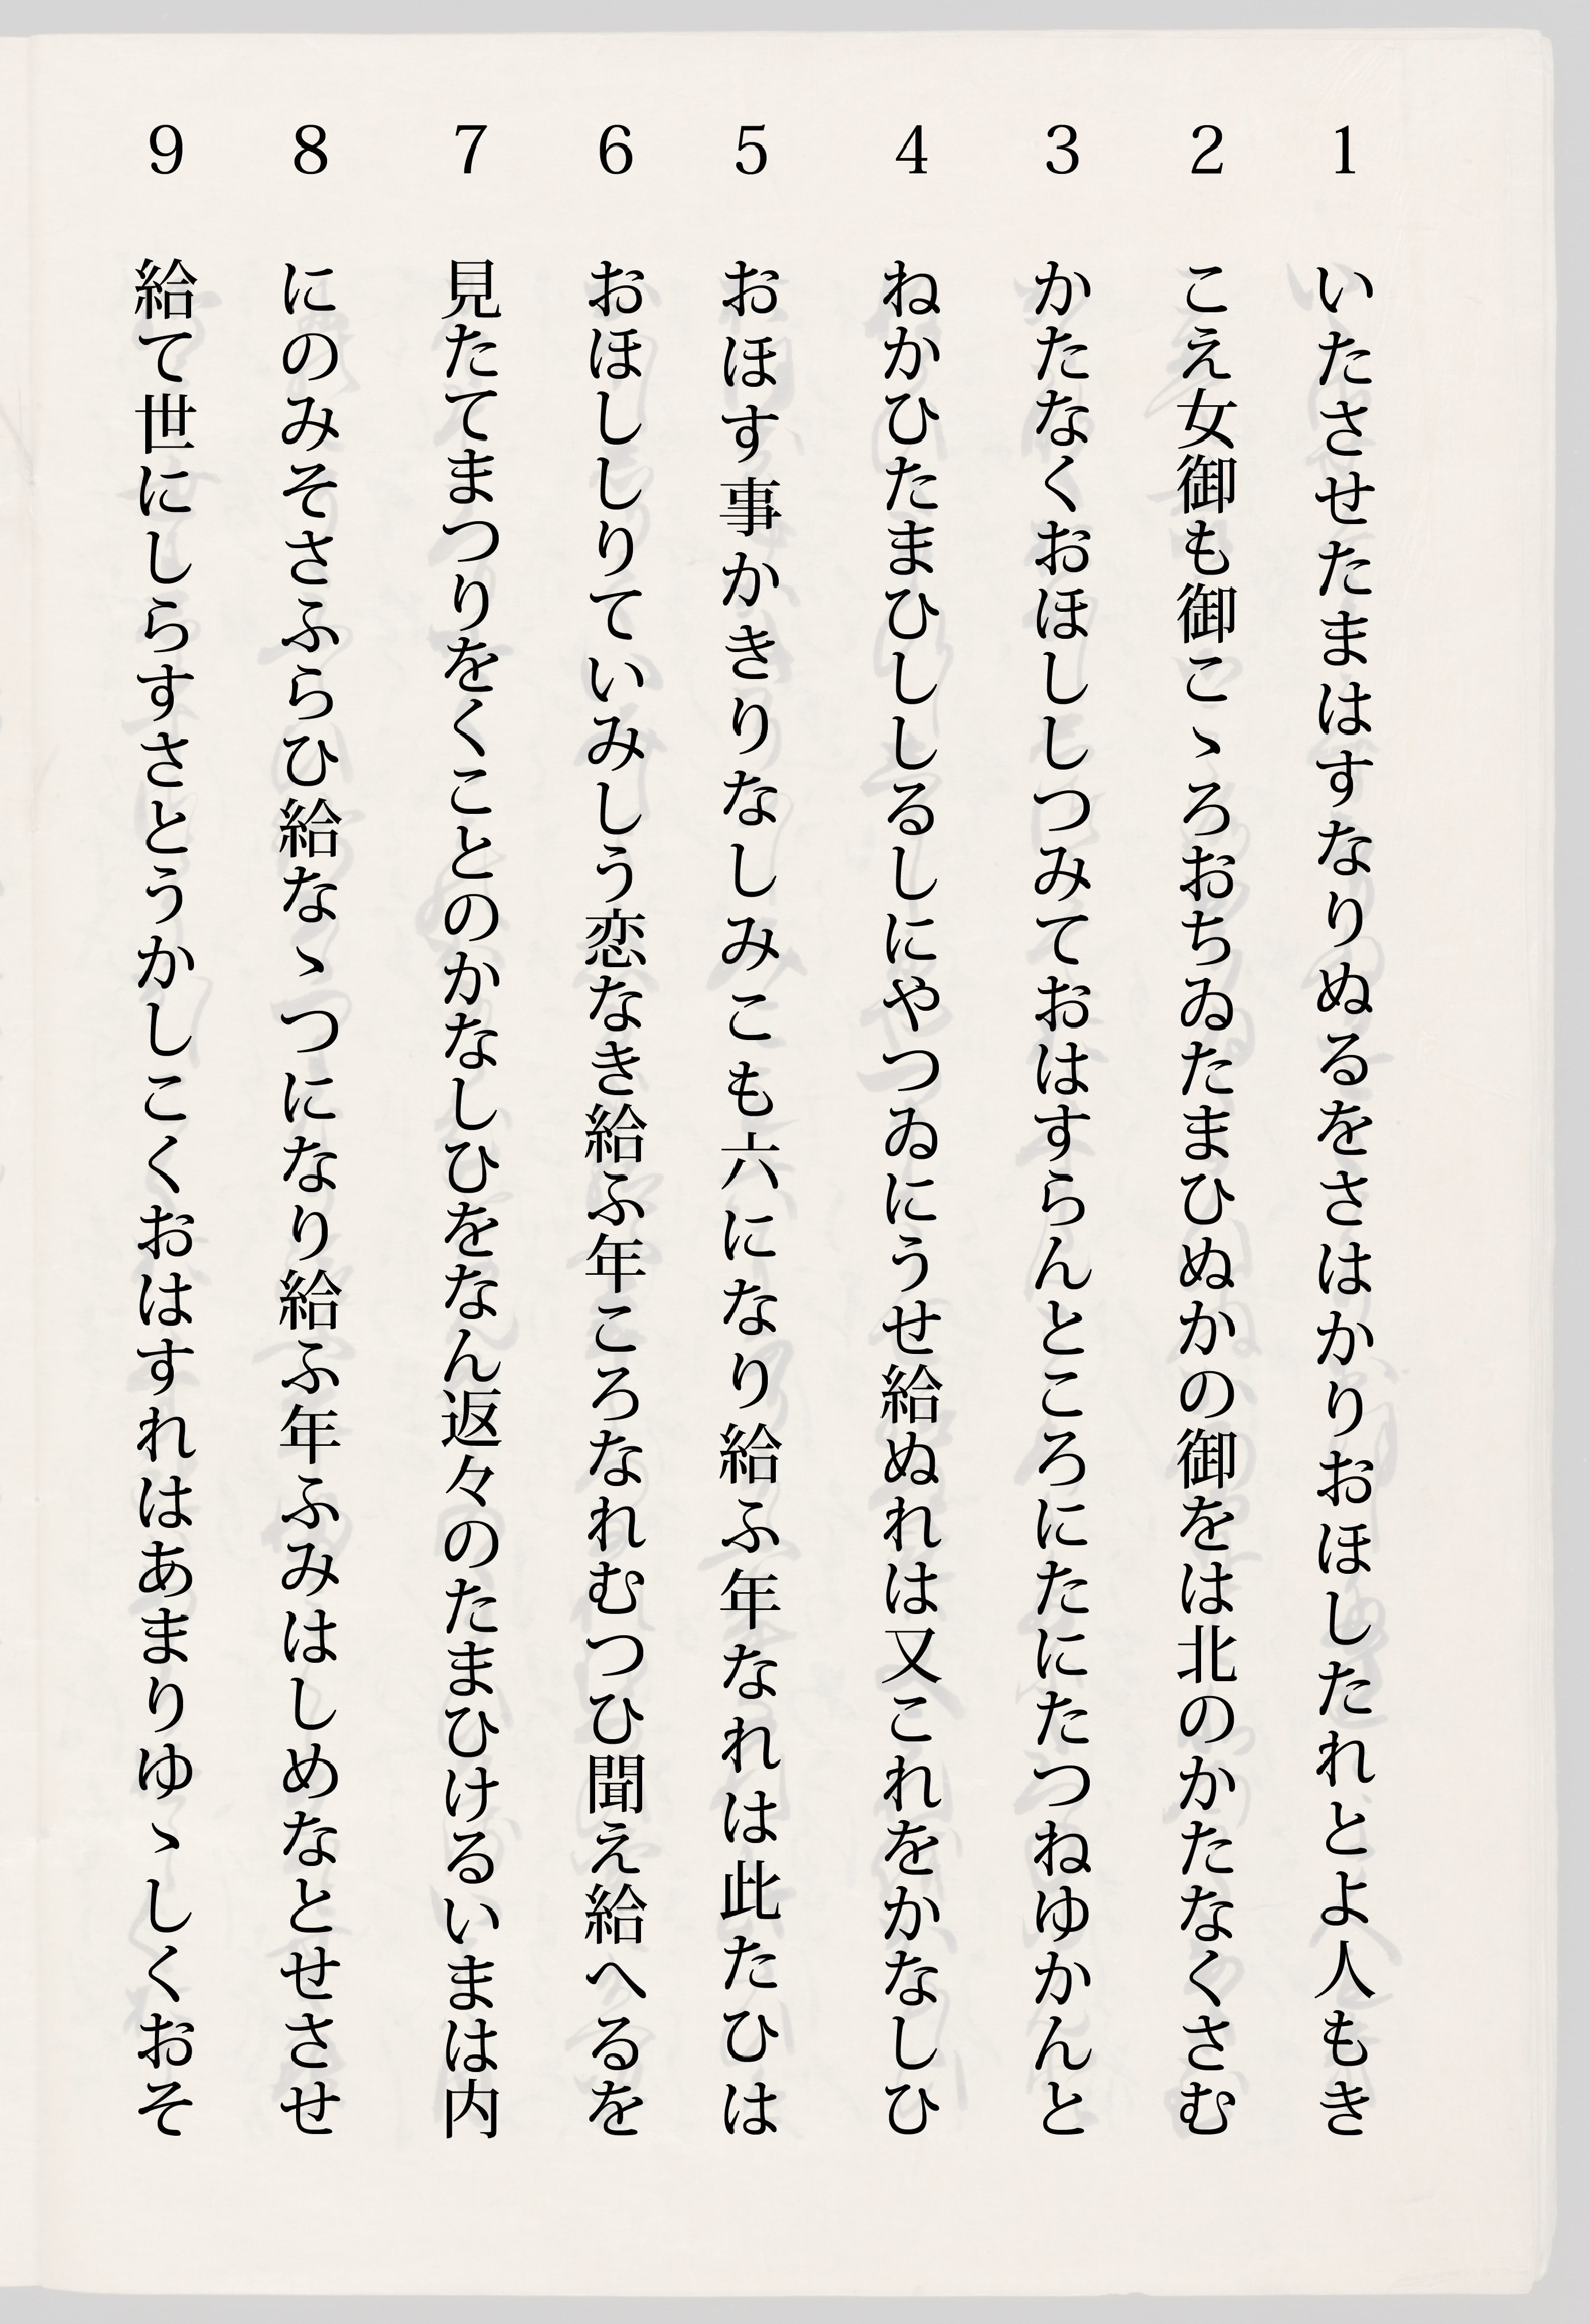 1 いたさせたまはすなりぬるをさはかりおほしたれとよ人もき
2 こえ女御も御こゝろおちゐたまひぬかの御をは北のかたなくさむ
3 かたなくおほししつみておはすらんところにたにたつねゆかんと
4 ねかひたまひししるしにやつゐにうせ給ぬれは又これをかなしひ
5 おほす事かきりなしみこも六になり給ふ年なれは此たひは
6 おほししりていみしう恋なき給ふ年ころなれむつひ聞え給へるを
7 見たてまつりをくことのかなしひをなん返々のたまひけるいまは内
8 にのみそさふらひ給なゝつになり給ふ年ふみはしめなとせさせ
9 給て世にしらすさとうかしこくおはすれはあまりゆゝしくおそ